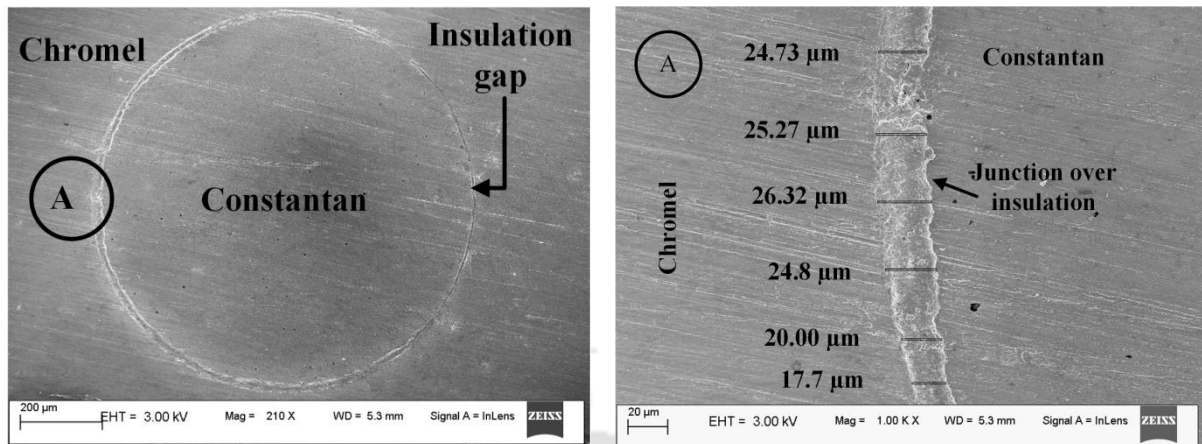 Chromel
Insulation
gap
A
Constantan
200 µm
EHT = 3.00 kV
Mag = 210 X
WD = 5.3 mm
Signal A = InLens
ZEISS
A
24.73 µm
Constantan
25.27 µm
Junction over
insulation
26.32 µm
Chromel
24.8 µm
20.00 µm
17.7 µm
20 µm
EHT = 3.00 kV
Mag = 1.00 K X
WD = 5.3 mm
Signal A = InLens
ZEISS